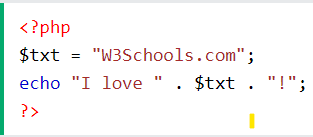 <?php
$txt = "W3Schools.com";
echo "I love " . $txt . "!";
?>